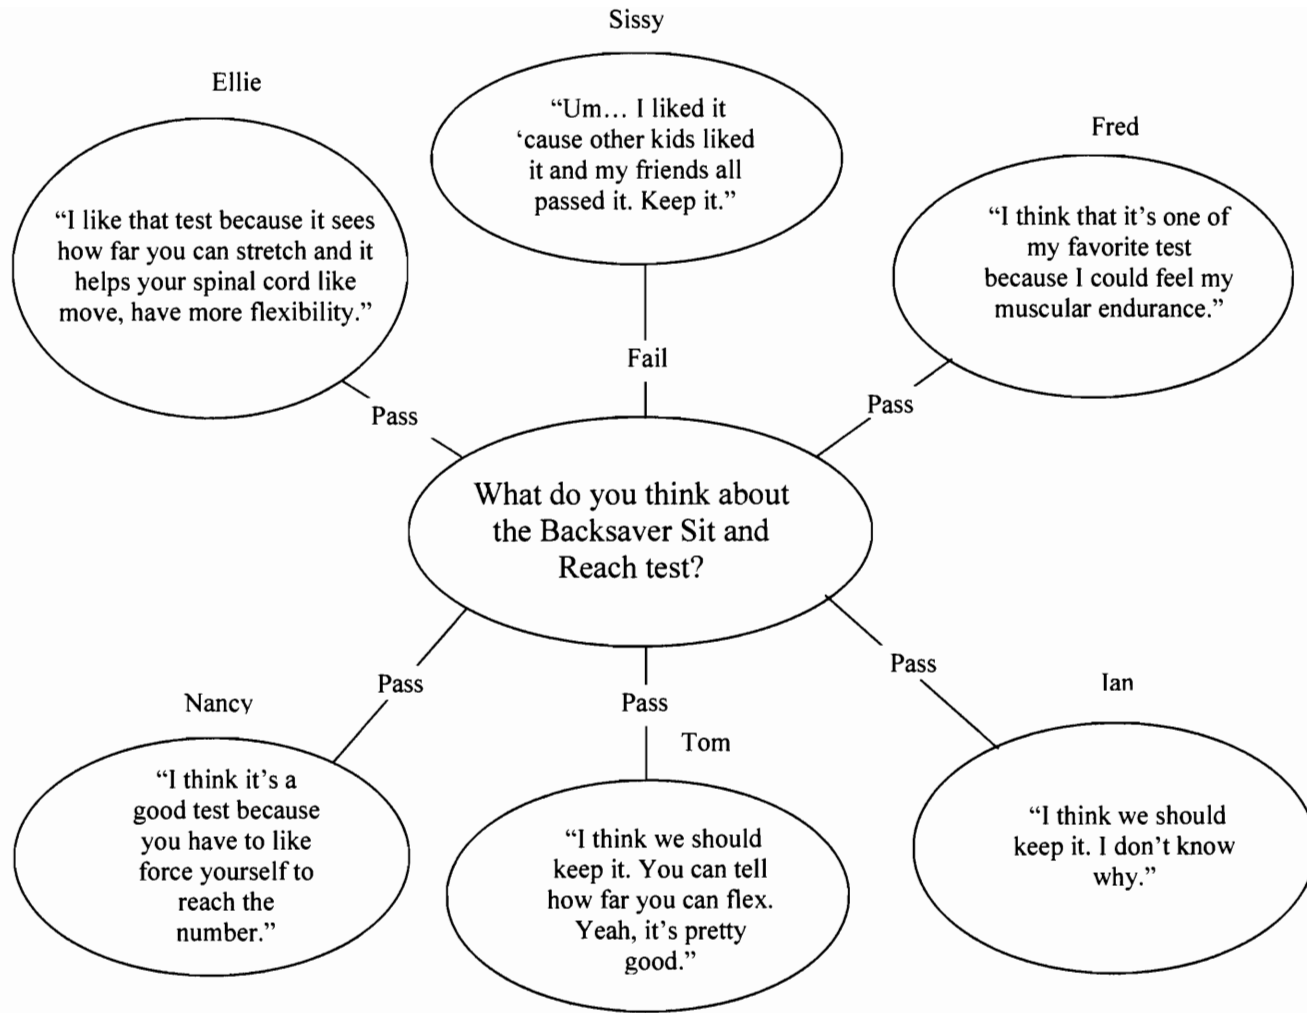 Sissy
“Um... I liked it
‘cause other kids liked
it and my friends all
passed it. Keep it.”
Fail
Ellie
“I like that test because it sees
how far you can stretch and it
helps your spinal cord like
move, have more flexibility.”
Pass
Fred
“I think that it’s one of
my favorite test
because I could feel my
muscular endurance.”
Pass
What do you think about
the Backsaver Sit and
Reach test?
Pass
Nancy
“I think it’s a
good test because
you have to like
force yourself to
reach the
number.”
Pass
Tom
“I think we should
keep it. You can tell
how far you can flex.
Yeah, it’s pretty
good.”
Pass
Ian
“I think we should
keep it. I don’t know
why.”